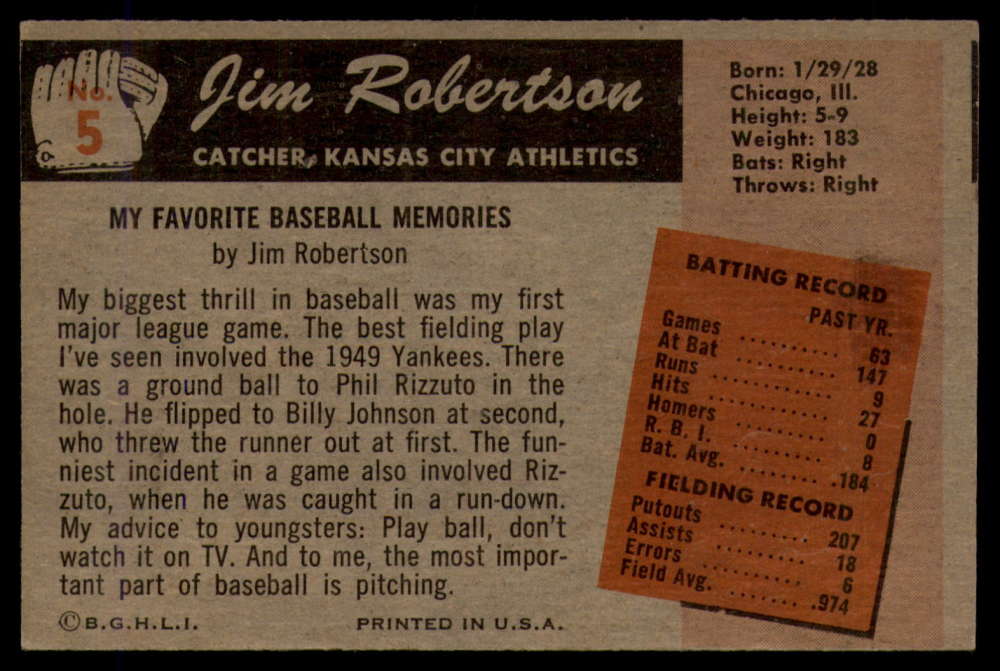 No.
5
Jim Robertson
CATCHER, KANSAS CITY ATHLETICS
Born: 1/29/28
Chicago, Ill.
Height: 5-9
Weight: 183
Bats: Right
Throws: Right
MY FAVORITE BASEBALL MEMORIES
by Jim Robertson
My biggest thrill in baseball was my first
major league game. The best fielding play
I've seen involved the 1949 Yankees. There
was a ground ball to Phil Rizzuto in the
hole. He flipped to Billy Johnson at second,
who threw the runner out at first. The fun-
niest incident in a game also involved Riz-
zuto, when he was caught in a run-down.
My advice to youngsters: Play ball, don't
watch it on TV. And to me, the most impor-
tant part of baseball is pitching.
BATTING RECORD
PAST YR.
Games .......... 63
At Bat .......... 147
Runs ............ 9
Hits ............ 27
Homers ......... 0
R. B. I. ......... 8
Bat. Avg. ........ .184
FIELDING RECORD
Putouts ........ 207
Assists ......... 18
Errors ......... 6
Field Avg. ........ .974
©B.G.H.L.I.
PRINTED IN U.S.A.